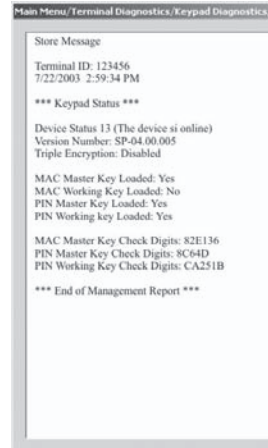 Main Menu/Terminal Diagnostics/Keypad Diagnostics
Store Message
Terminal ID: 123456
7/22/2003  2:59:34 PM
*** Keypad Status ***
Device Status 13 (The device si online)
Version Number: SP-04.00.005
Triple Encryption: Disabled
MAC Master Key Loaded: Yes
MAC Working Key Loaded: No
PIN Master Key Loaded: Yes
PIN Working key Loaded: Yes
MAC Master Key Check Digits: 82E136
PIN Master Key Check Digits: 8C64D
PIN Working Key Check Digits: CA251B
*** End of Management Report ***